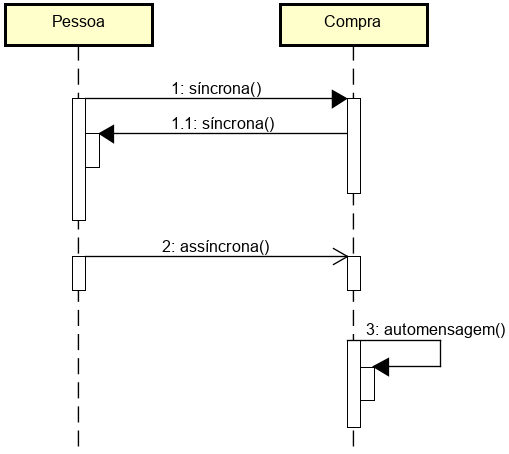 Pessoa
Compra
1: síncrona()
1.1: síncrona()
2: assíncrona()
3: automensagem()